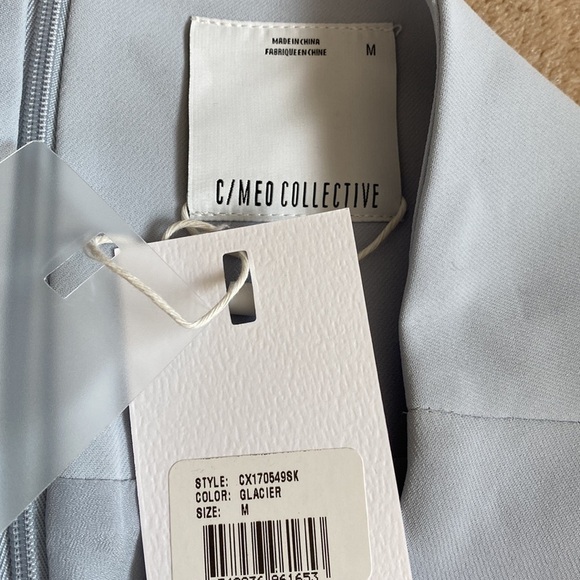 MADE IN CHINA
FABRIQUE EN CHINE
M
C/MEO COLLECTIVE
STYLE: CX170549SK
COLOR: GLACIER
SIZE: M